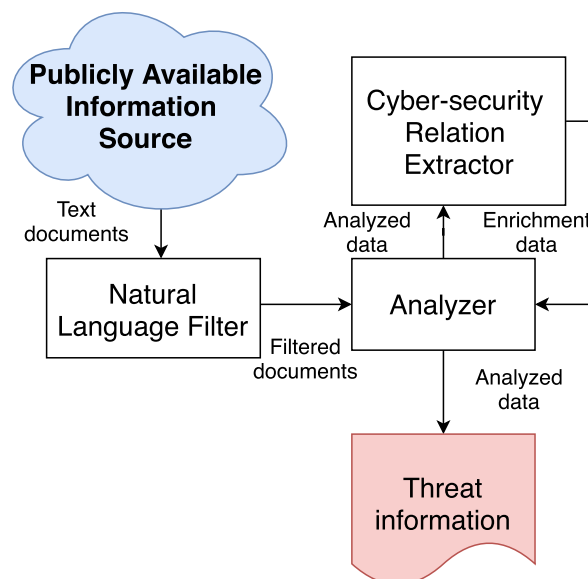 Publicly Available
Information
Source
Cyber-security
Relation
Extractor
Text
documents
Analyzed
data
Enrichment
data
Natural
Language Filter
Analyzer
Filtered
documents
Analyzed
data
Threat
information